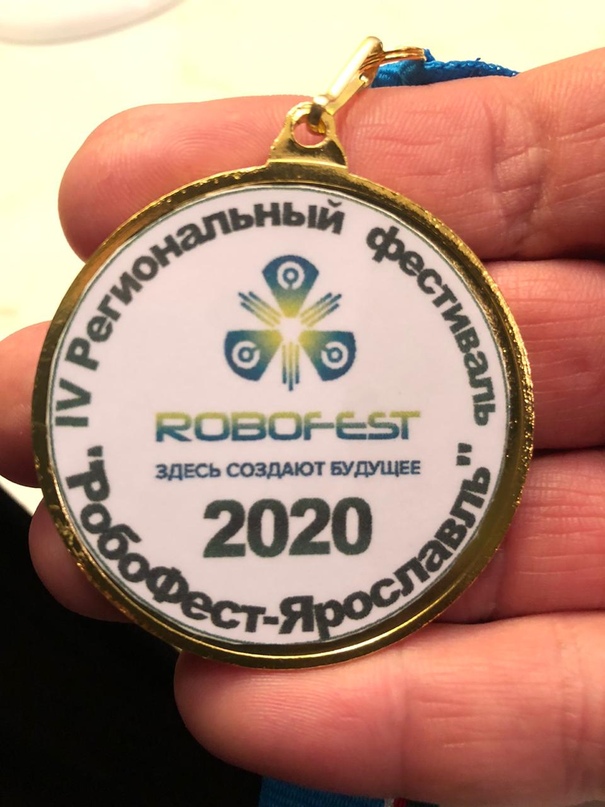 IV Региональный фестиваль
"РобоФест-Ярославль"
ROBOFEST
ЗДЕСЬ СОЗДАЮТ БУДУЩЕЕ
2020